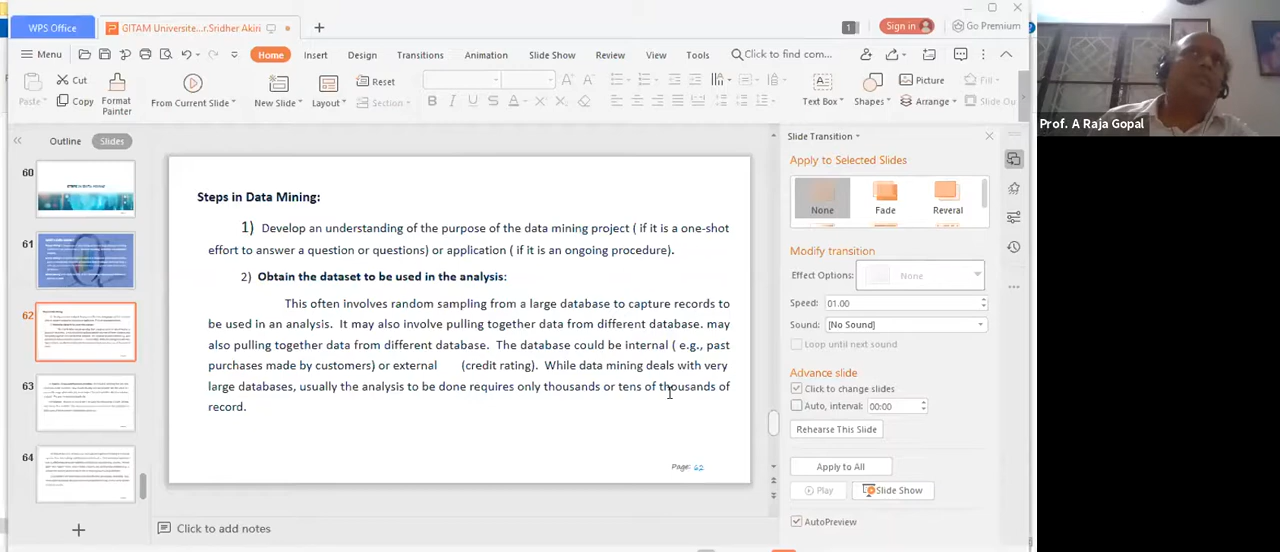 WPS Office
GITAM Universite...r.Sridher Akiri
1
Sign in
Go Premium
Menu
Home
Insert
Design
Transitions
Animation
Slide Show
Review
View
Tools
Click to find com...
Cut
Copy
Format
Painter
From Current Slide
New Slide
Layout
Reset
Text Box
Shapes
Picture
Arrange
Fill
Prof. A Raja Gopal
Outline
Slides
60
61
62
63
64
Steps in Data Mining:
1) Develop an understanding of the purpose of the data mining project ( if it is a one-shot
effort to answer a question or questions) or application ( if it is an ongoing procedure).
2) Obtain the dataset to be used in the analysis:
This often involves random sampling from a large database to capture records to
be used in an analysis. It may also involve pulling together data from different database. may
also pulling together data from different database. The database could be internal ( e.g., past
purchases made by customers) or external (credit rating). While data mining deals with very
large databases, usually the analysis to be done requires only thousands or tens of thousands of
record.
Page: 62
Click to add notes
Slide Transition
Apply to Selected Slides
None
Fade
Reveral
Modify transition
Effect Options:
None
Speed: 01.00
Sound: [No Sound]
Loop until next sound
Advance slide
Click to change slides
Auto, interval: 00:00
Rehearse This Slide
Apply to All
Play
Slide Show
AutoPreview